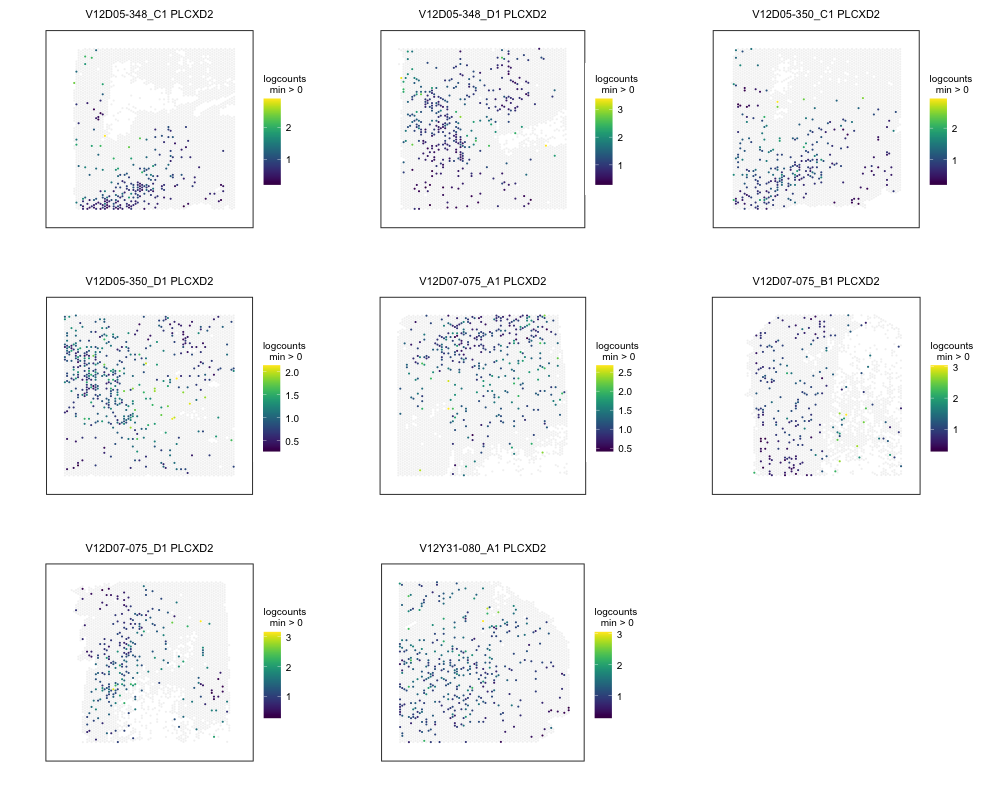 V12D05-348_C1 PLCXD2
logcounts
min > 0
2
1
V12D05-348_D1 PLCXD2
logcounts
min > 0
3
2
1
V12D05-350_C1 PLCXD2
logcounts
min > 0
2
1
V12D05-350_D1 PLCXD2
logcounts
min > 0
2.0
1.5
1.0
0.5
V12D07-075_A1 PLCXD2
logcounts
min > 0
2.5
2.0
1.5
1.0
0.5
V12D07-075_B1 PLCXD2
logcounts
min > 0
3
2
1
V12D07-075_D1 PLCXD2
logcounts
min > 0
3
2
1
V12Y31-080_A1 PLCXD2
logcounts
min > 0
3
2
1